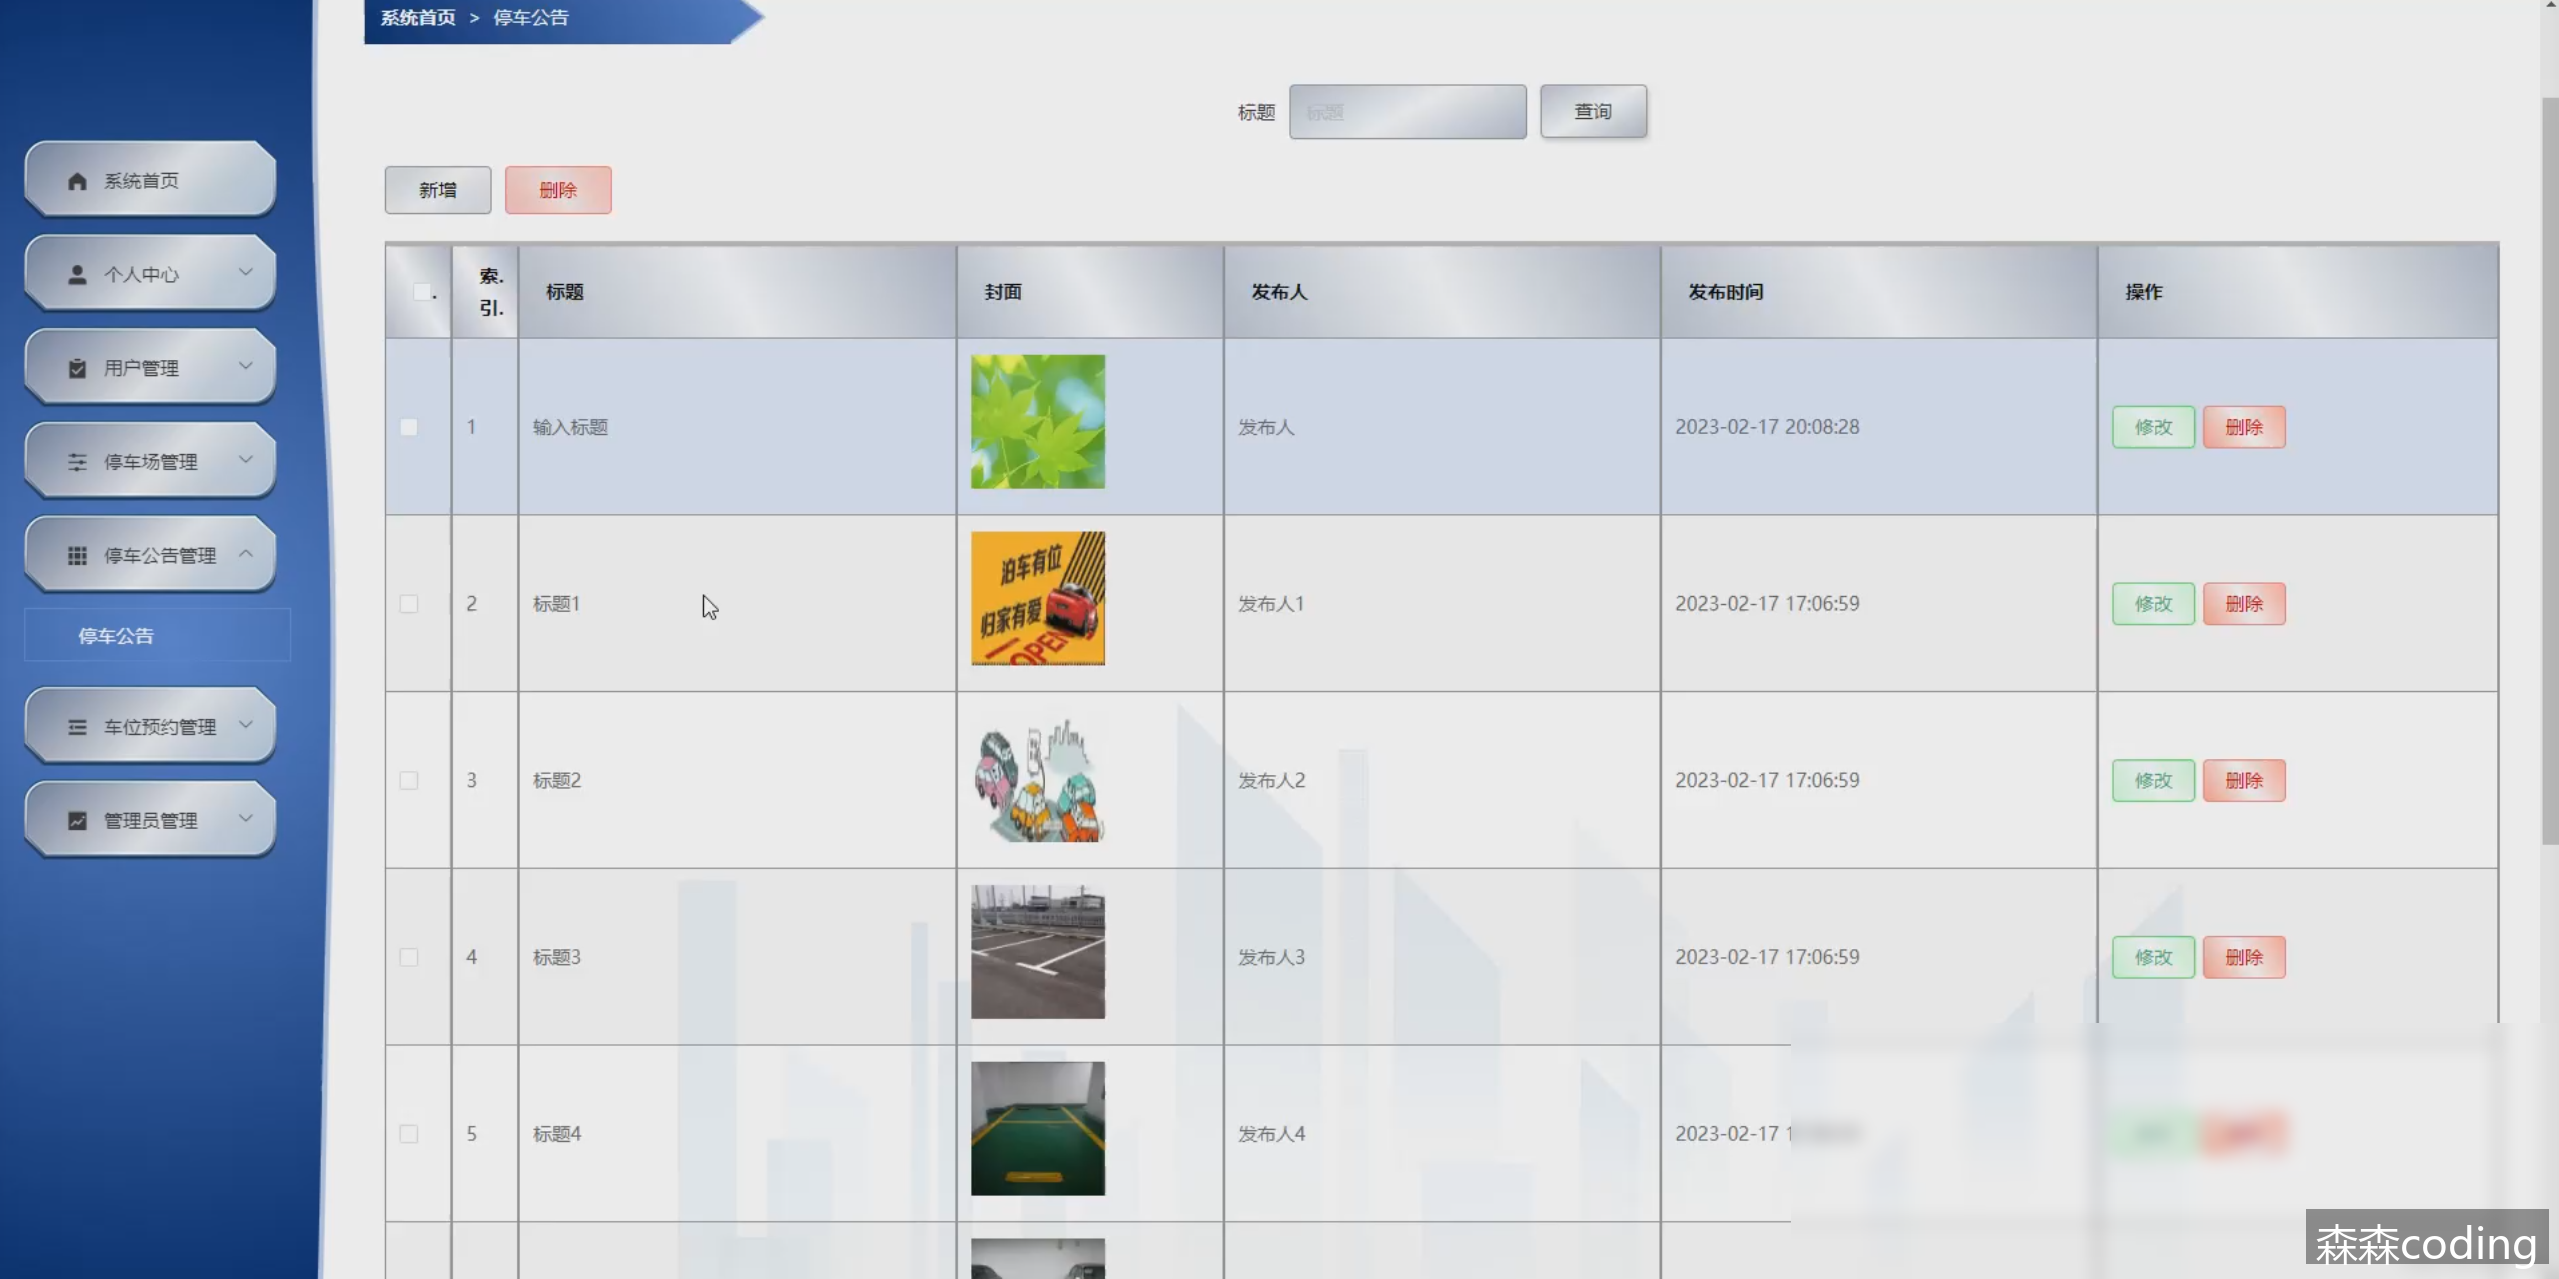 系统首页 > 停车公告
标题 标题 查询
新增 删除
系统首页
个人中心
用户管理
停车场管理
停车公告管理
停车公告
车位预约管理
管理员管理
. 索. 引. 标题 封面 发布人 发布时间 操作
1 输入标题 发布人 2023-02-17 20:08:28 修改 删除
2 标题1 泊车有位 归家有爱 OPEN 发布人1 2023-02-17 17:06:59 修改 删除
3 标题2 发布人2 2023-02-17 17:06:59 修改 删除
4 标题3 发布人3 2023-02-17 17:06:59 修改 删除
5 标题4 发布人4 2023-02-17 1
森森coding